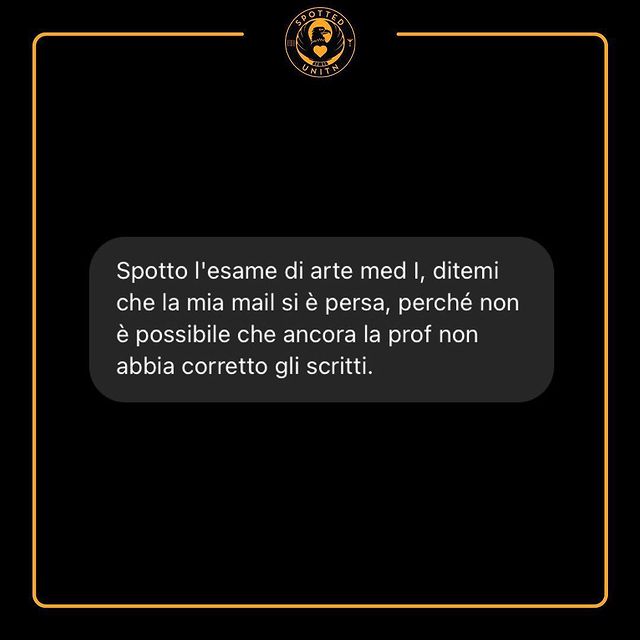 SPOTTED
UNITN
Spotto l'esame di arte med I, ditemi
che la mia mail si è persa, perché non
è possibile che ancora la prof non
abbia corretto gli scritti.